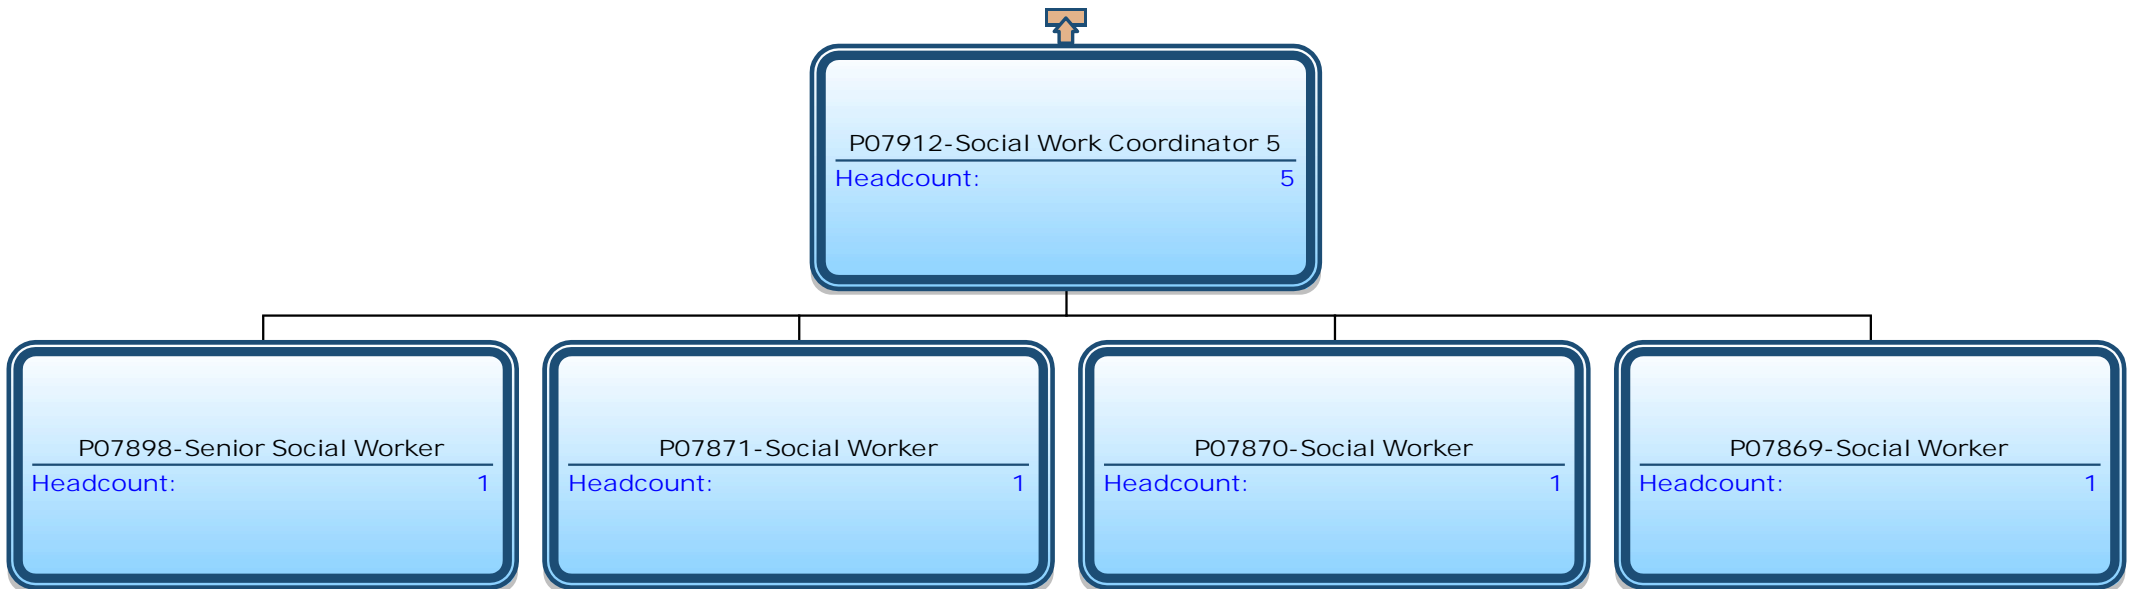 P07912-Social Work Coordinator 5
Headcount: 5
P07898-Senior Social Worker
Headcount: 1
P07871-Social Worker
Headcount: 1
P07870-Social Worker
Headcount: 1
P07869-Social Worker
Headcount: 1